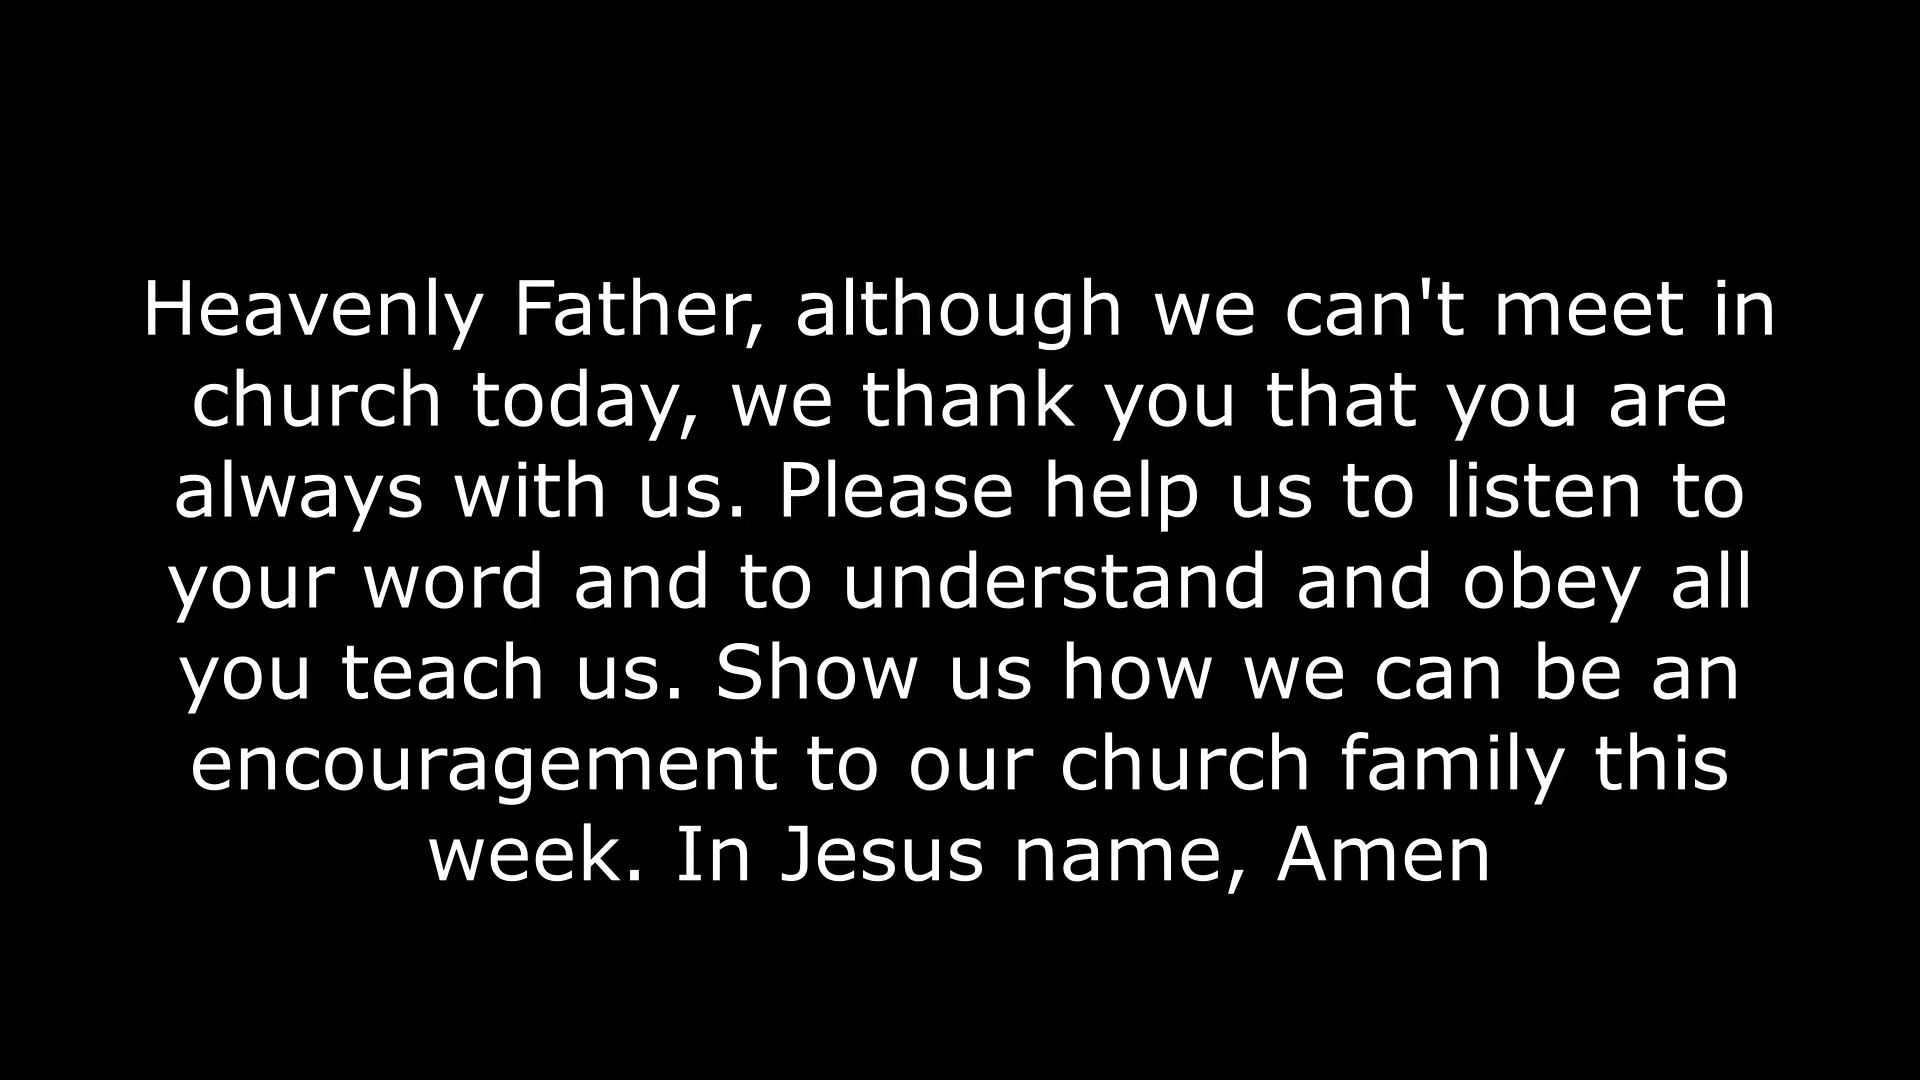 Heavenly Father, although we can't meet in
church today, we thank you that you are
always with us. Please help us to listen to
your word and to understand and obey all
you teach us. Show us how we can be an
encouragement to our church family this
week. In Jesus name, Amen